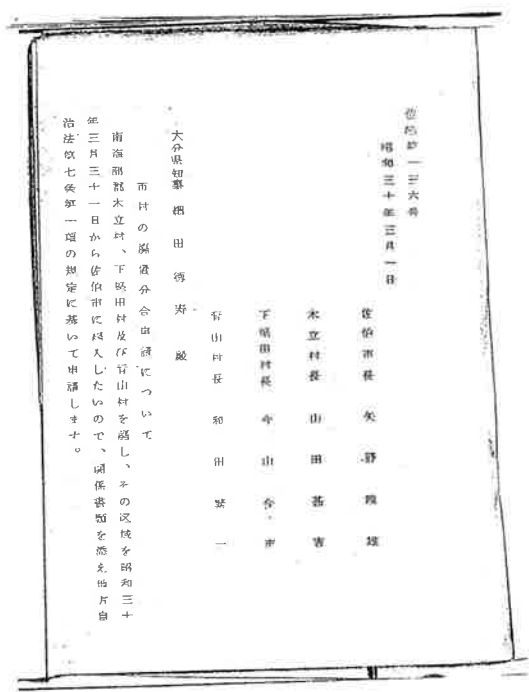 佐総第一三六号
昭和三十年三月一日
佐伯市長 矢野
木立村長 山田甚吉
下堅田村長 今山
青山村長 和田繁一
大分県知事 細田徳寿殿
市村の廃置分合申請について
南海部郡木立村、下堅田村及び青山村を廃し、その区域を昭和三十
年三月三十一日から佐伯市に編入したいので、関係書類を添え地方自
治法第七条第一項の規定に基いて申請します。